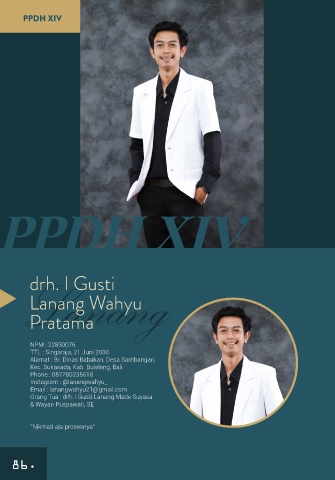 PPDH XIV
PPDH XIV
drh. I Gusti
Lanang Wahyu
Pratama
Lanang
NPM : 22830076
TTL : Singaraja, 21 Juni 2000
Alamat : Br. Dinas Babakan, Desa Sambangan,
Kec. Sukasada, Kab. Buleleng, Bali
Phone : 087780235618
Instagram : @lanangwahyu_
Email : lanangwahyu21@gmail.com
Orang Tua : drh. I Gusti Lanang Made Suyasa
& Wayan Puspawati, SE
"Nikmati aja prosesnya"
86.